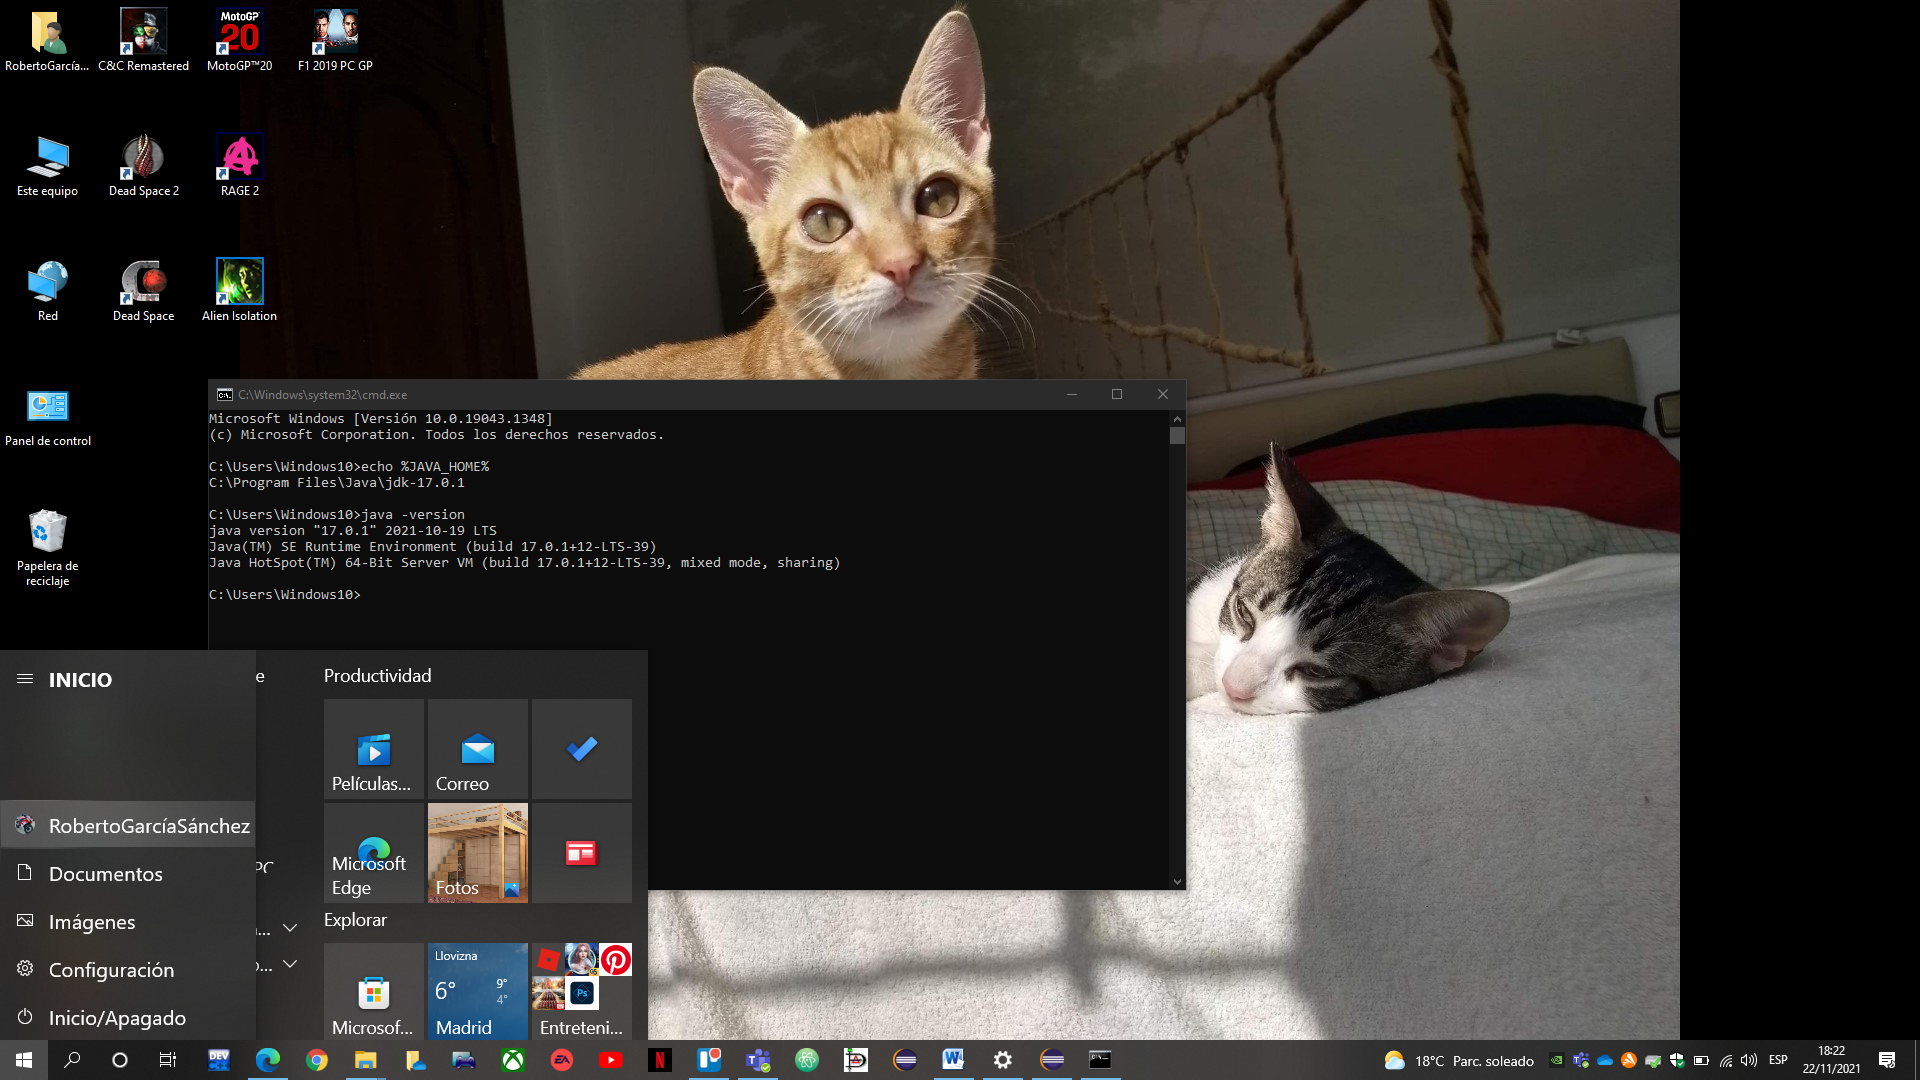 RobertoGarcía...
C&C Remastered
MotoGP™20
F1 2019 PC GP
Este equipo
Dead Space 2
RAGE 2
Red
Dead Space
Alien Isolation
Panel de control
Papelera de
reciclaje
C:\Windows\system32\cmd.exe
Microsoft Windows [Versión 10.0.19043.1348]
(c) Microsoft Corporation. Todos los derechos reservados.
C:\Users\Windows10>echo %JAVA_HOME%
C:\Program Files\Java\jdk-17.0.1
C:\Users\Windows10>java -version
java version "17.0.1" 2021-10-19 LTS
Java(TM) SE Runtime Environment (build 17.0.1+12-LTS-39)
Java HotSpot(TM) 64-Bit Server VM (build 17.0.1+12-LTS-39, mixed mode, sharing)
C:\Users\Windows10>
INICIO
RobertoGarcíaSánchez
Documentos
Imágenes
Configuración
Inicio/Apagado
Productividad
Películas...
Correo
Microsoft
Edge
Fotos
Explorar
Microsof...
Llovizna
6° 9°
4°
Madrid
Ps
Entreteni...
DEV
18°C Parc. soleado
ESP
18:22
22/11/2021